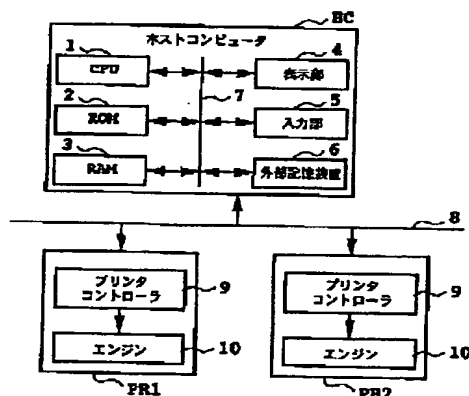 HC
ホストコンピュータ
1
4
CPU
表示部
2
7
5
ROM
入力部
3
6
RAM
外部記憶装置
8
プリンタ
コントローラ
9
プリンタ
コントローラ
9
エンジン
10
エンジン
10
PR1
PR2